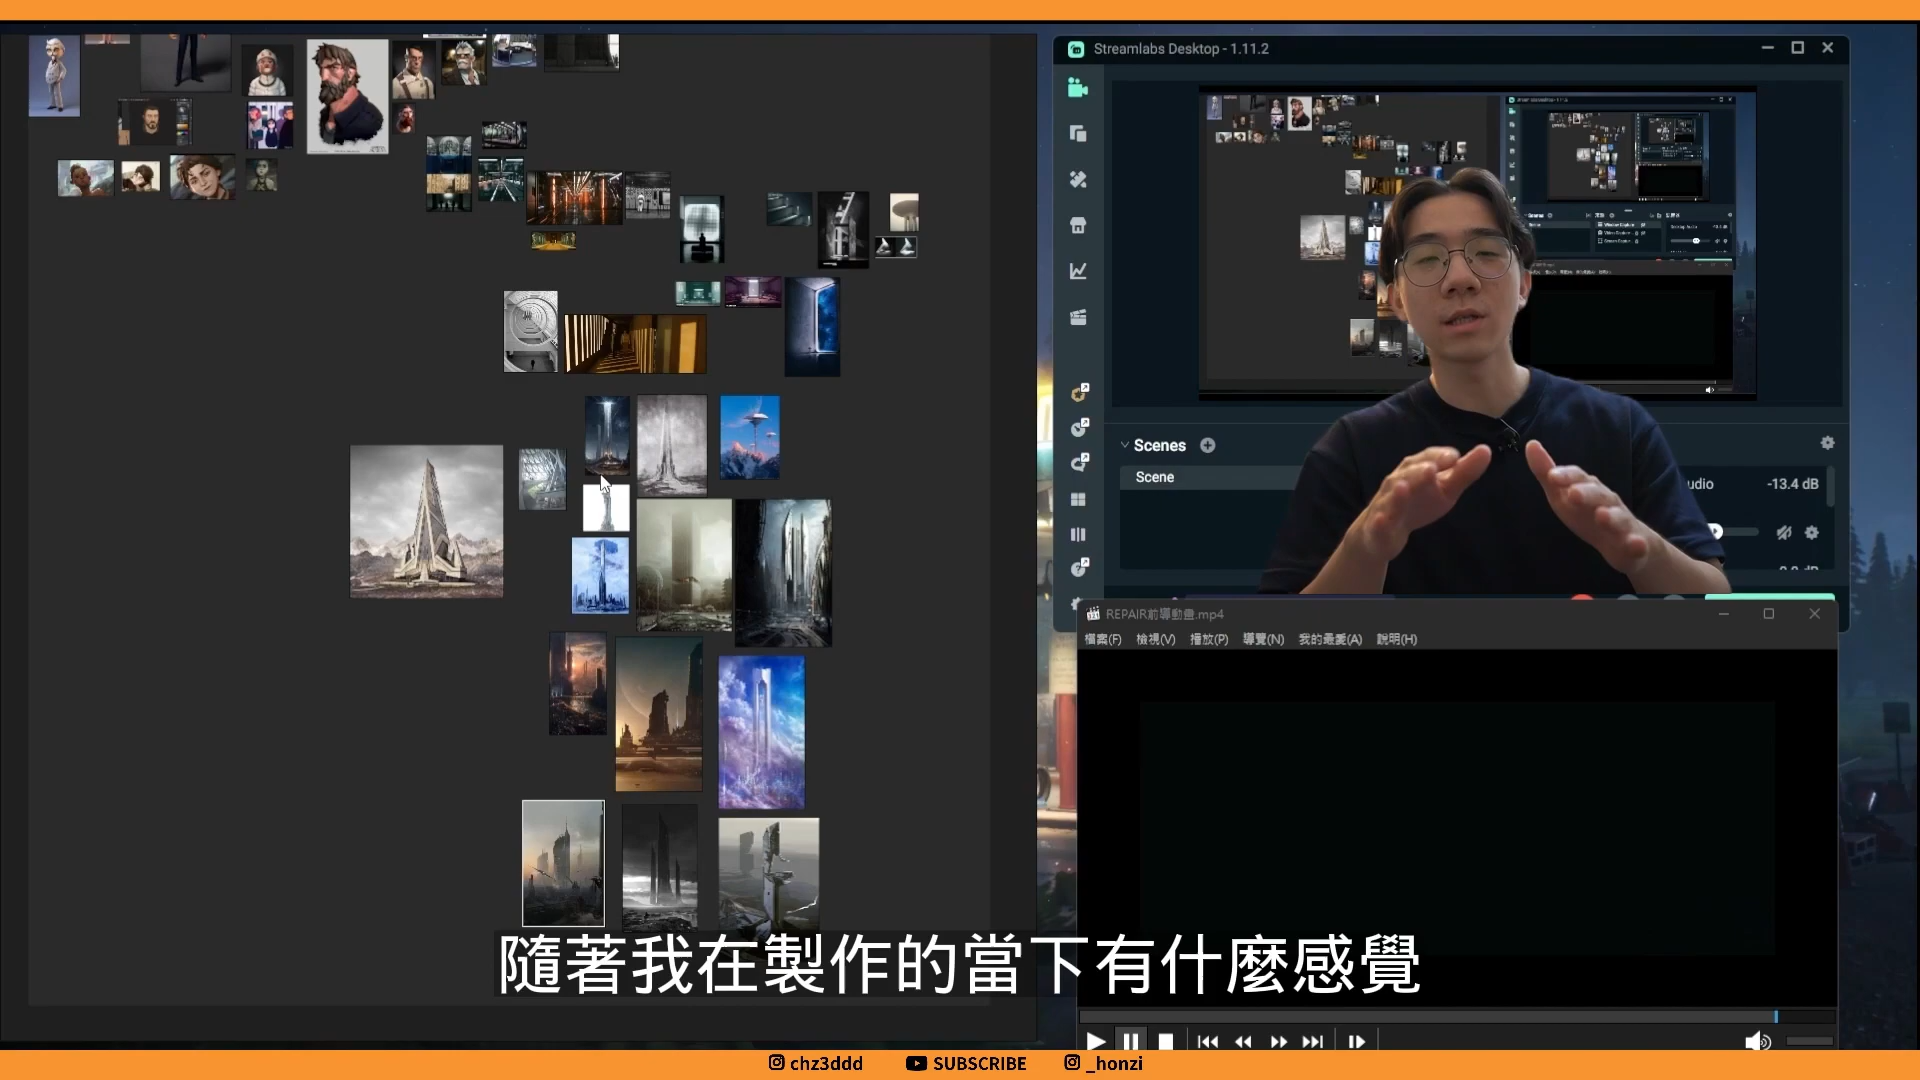 Streamlabs Desktop - 1.11.2
Scenes
Scene
udio
-13.4 dB
REPAIR前導動畫.mp4
檔案(F) 檢視(V) 播放(P) 導覽(N) 我的最愛(A) 說明(H)
隨著我在製作的當下有什麼感覺
chz3ddd SUBSCRIBE _honzi